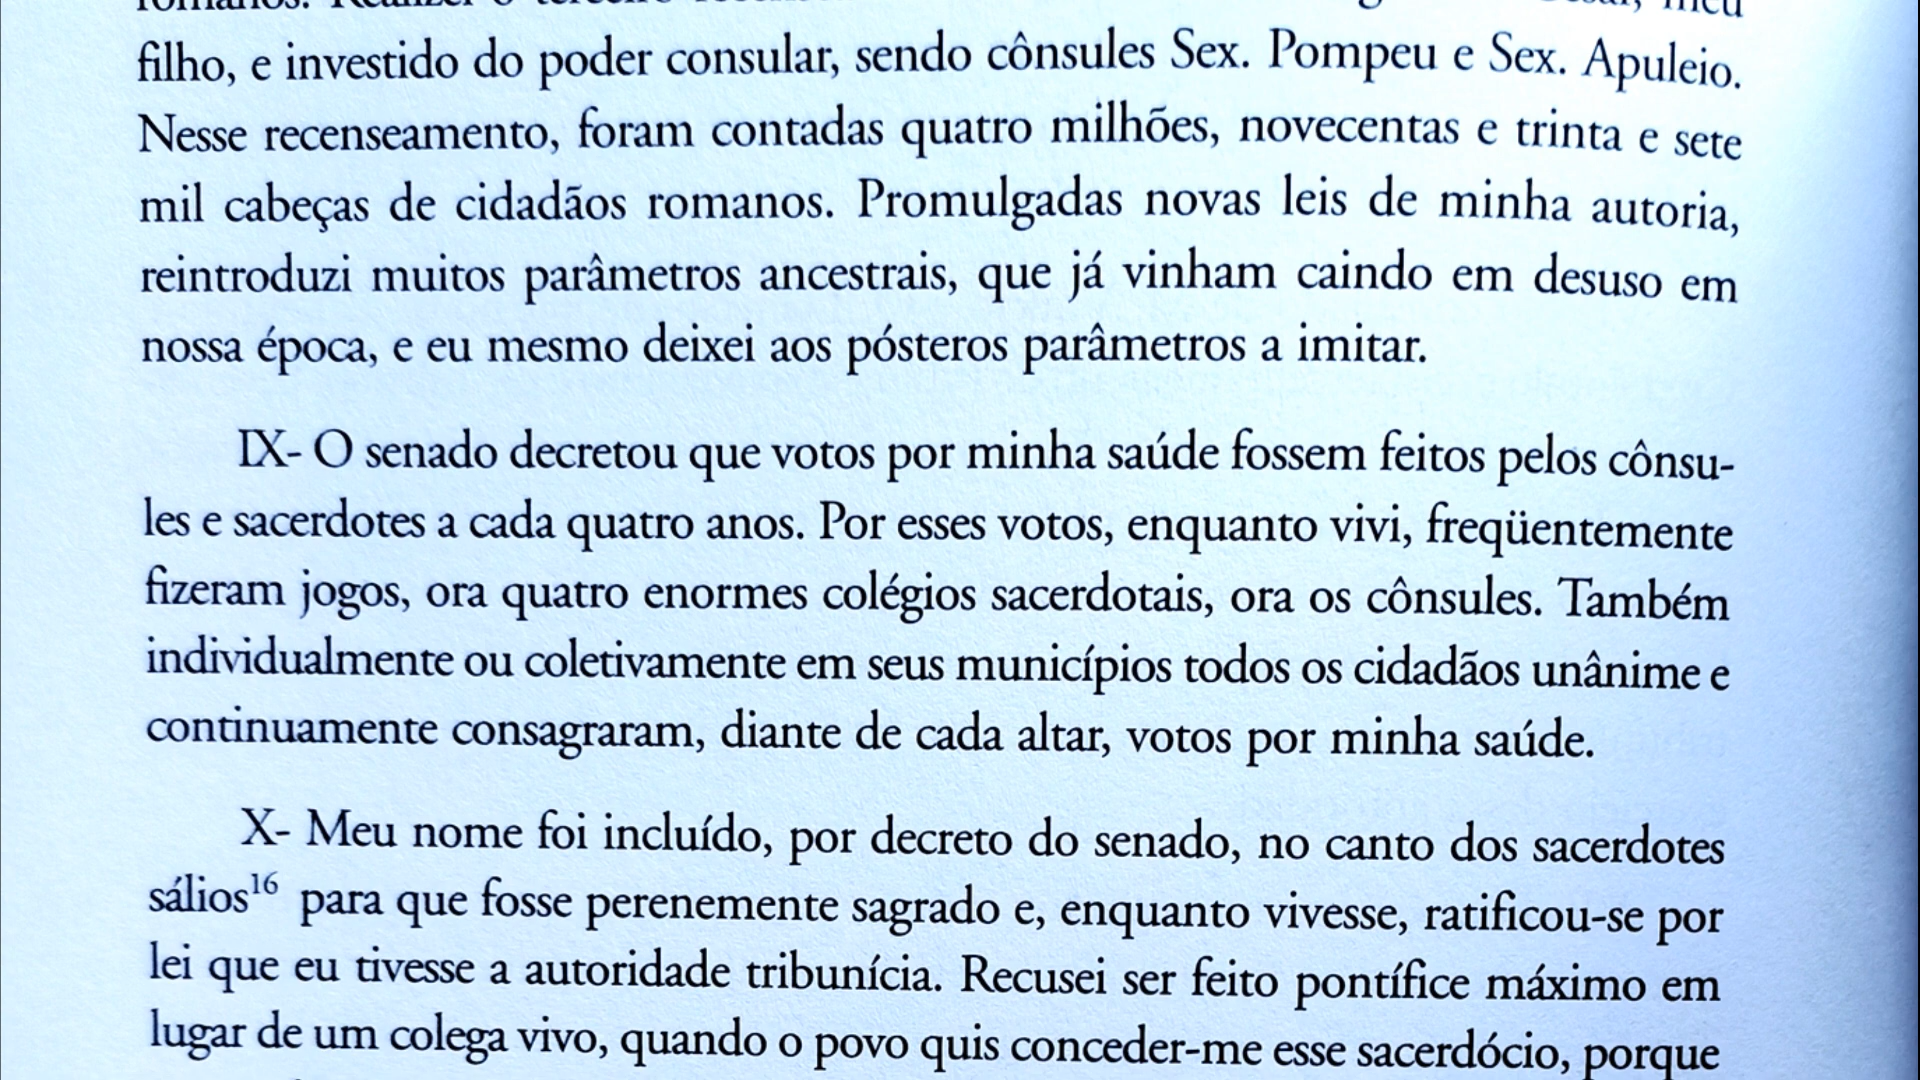 filho, e investido do poder consular, sendo cônsules Sex. Pompeu e Sex. Apuleio.
Nesse recenseamento, foram contadas quatro milhões, novecentas e trinta e sete
mil cabeças de cidadãos romanos. Promulgadas novas leis de minha autoria,
reintroduzi muitos parâmetros ancestrais, que já vinham caindo em desuso em
nossa época, e eu mesmo deixei aos pósteros parâmetros a imitar.
IX- O senado decretou que votos por minha saúde fossem feitos pelos cônsu-
les e sacerdotes a cada quatro anos. Por esses votos, enquanto vivi, freqüentemente
fizeram jogos, ora quatro enormes colégios sacerdotais, ora os cônsules. Também
individualmente ou coletivamente em seus municípios todos os cidadãos unânime e
continuamente consagraram, diante de cada altar, votos por minha saúde.
X- Meu nome foi incluído, por decreto do senado, no canto dos sacerdotes
sálios16 para que fosse perenemente sagrado e, enquanto vivesse, ratificou-se por
lei que eu tivesse a autoridade tribunícia. Recusei ser feito pontífice máximo em
lugar de um colega vivo, quando o povo quis conceder-me esse sacerdócio, porque